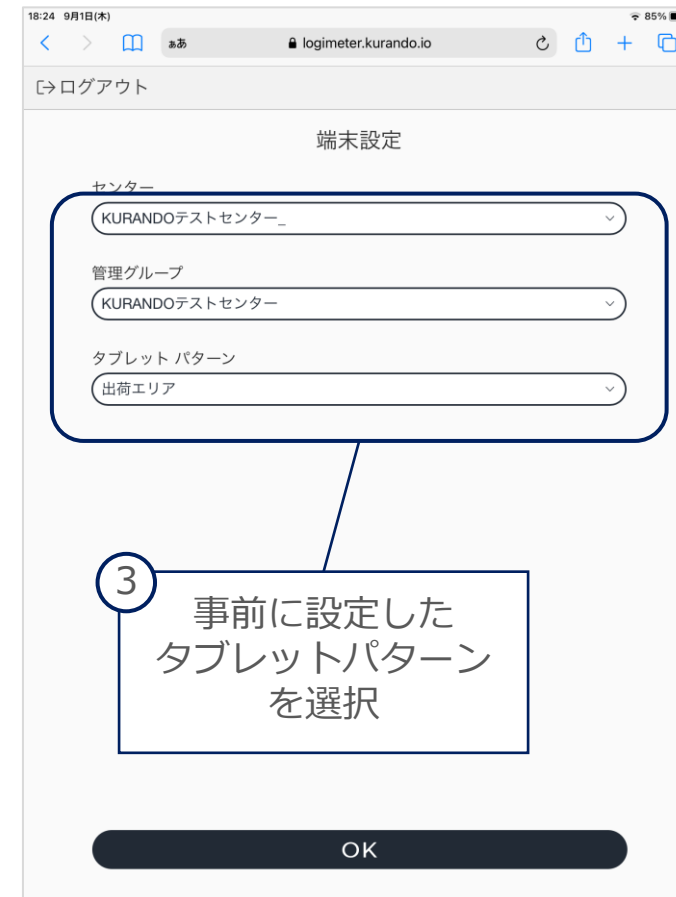 18:24 9月1日(木) 85%
ぁあ logimeter.kurando.io
ログアウト
端末設定
センター
KURANDOテストセンター_
管理グループ
KURANDOテストセンター
タブレット パターン
出荷エリア
3
事前に設定した
タブレットパターン
を選択
OK